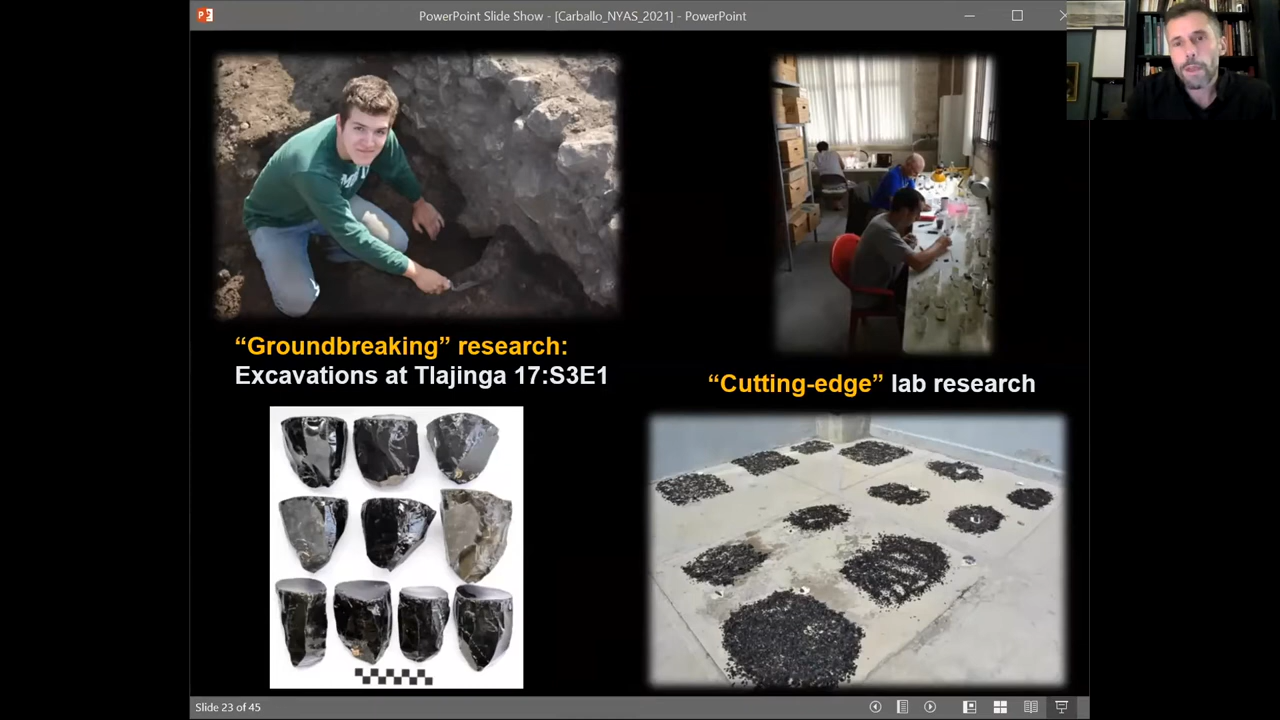 PowerPoint Slide Show - [Carballo_NYAS_2021] - PowerPoint
“Groundbreaking” research:
Excavations at Tlajinga 17:S3E1
“Cutting-edge” lab research
Slide 23 of 45